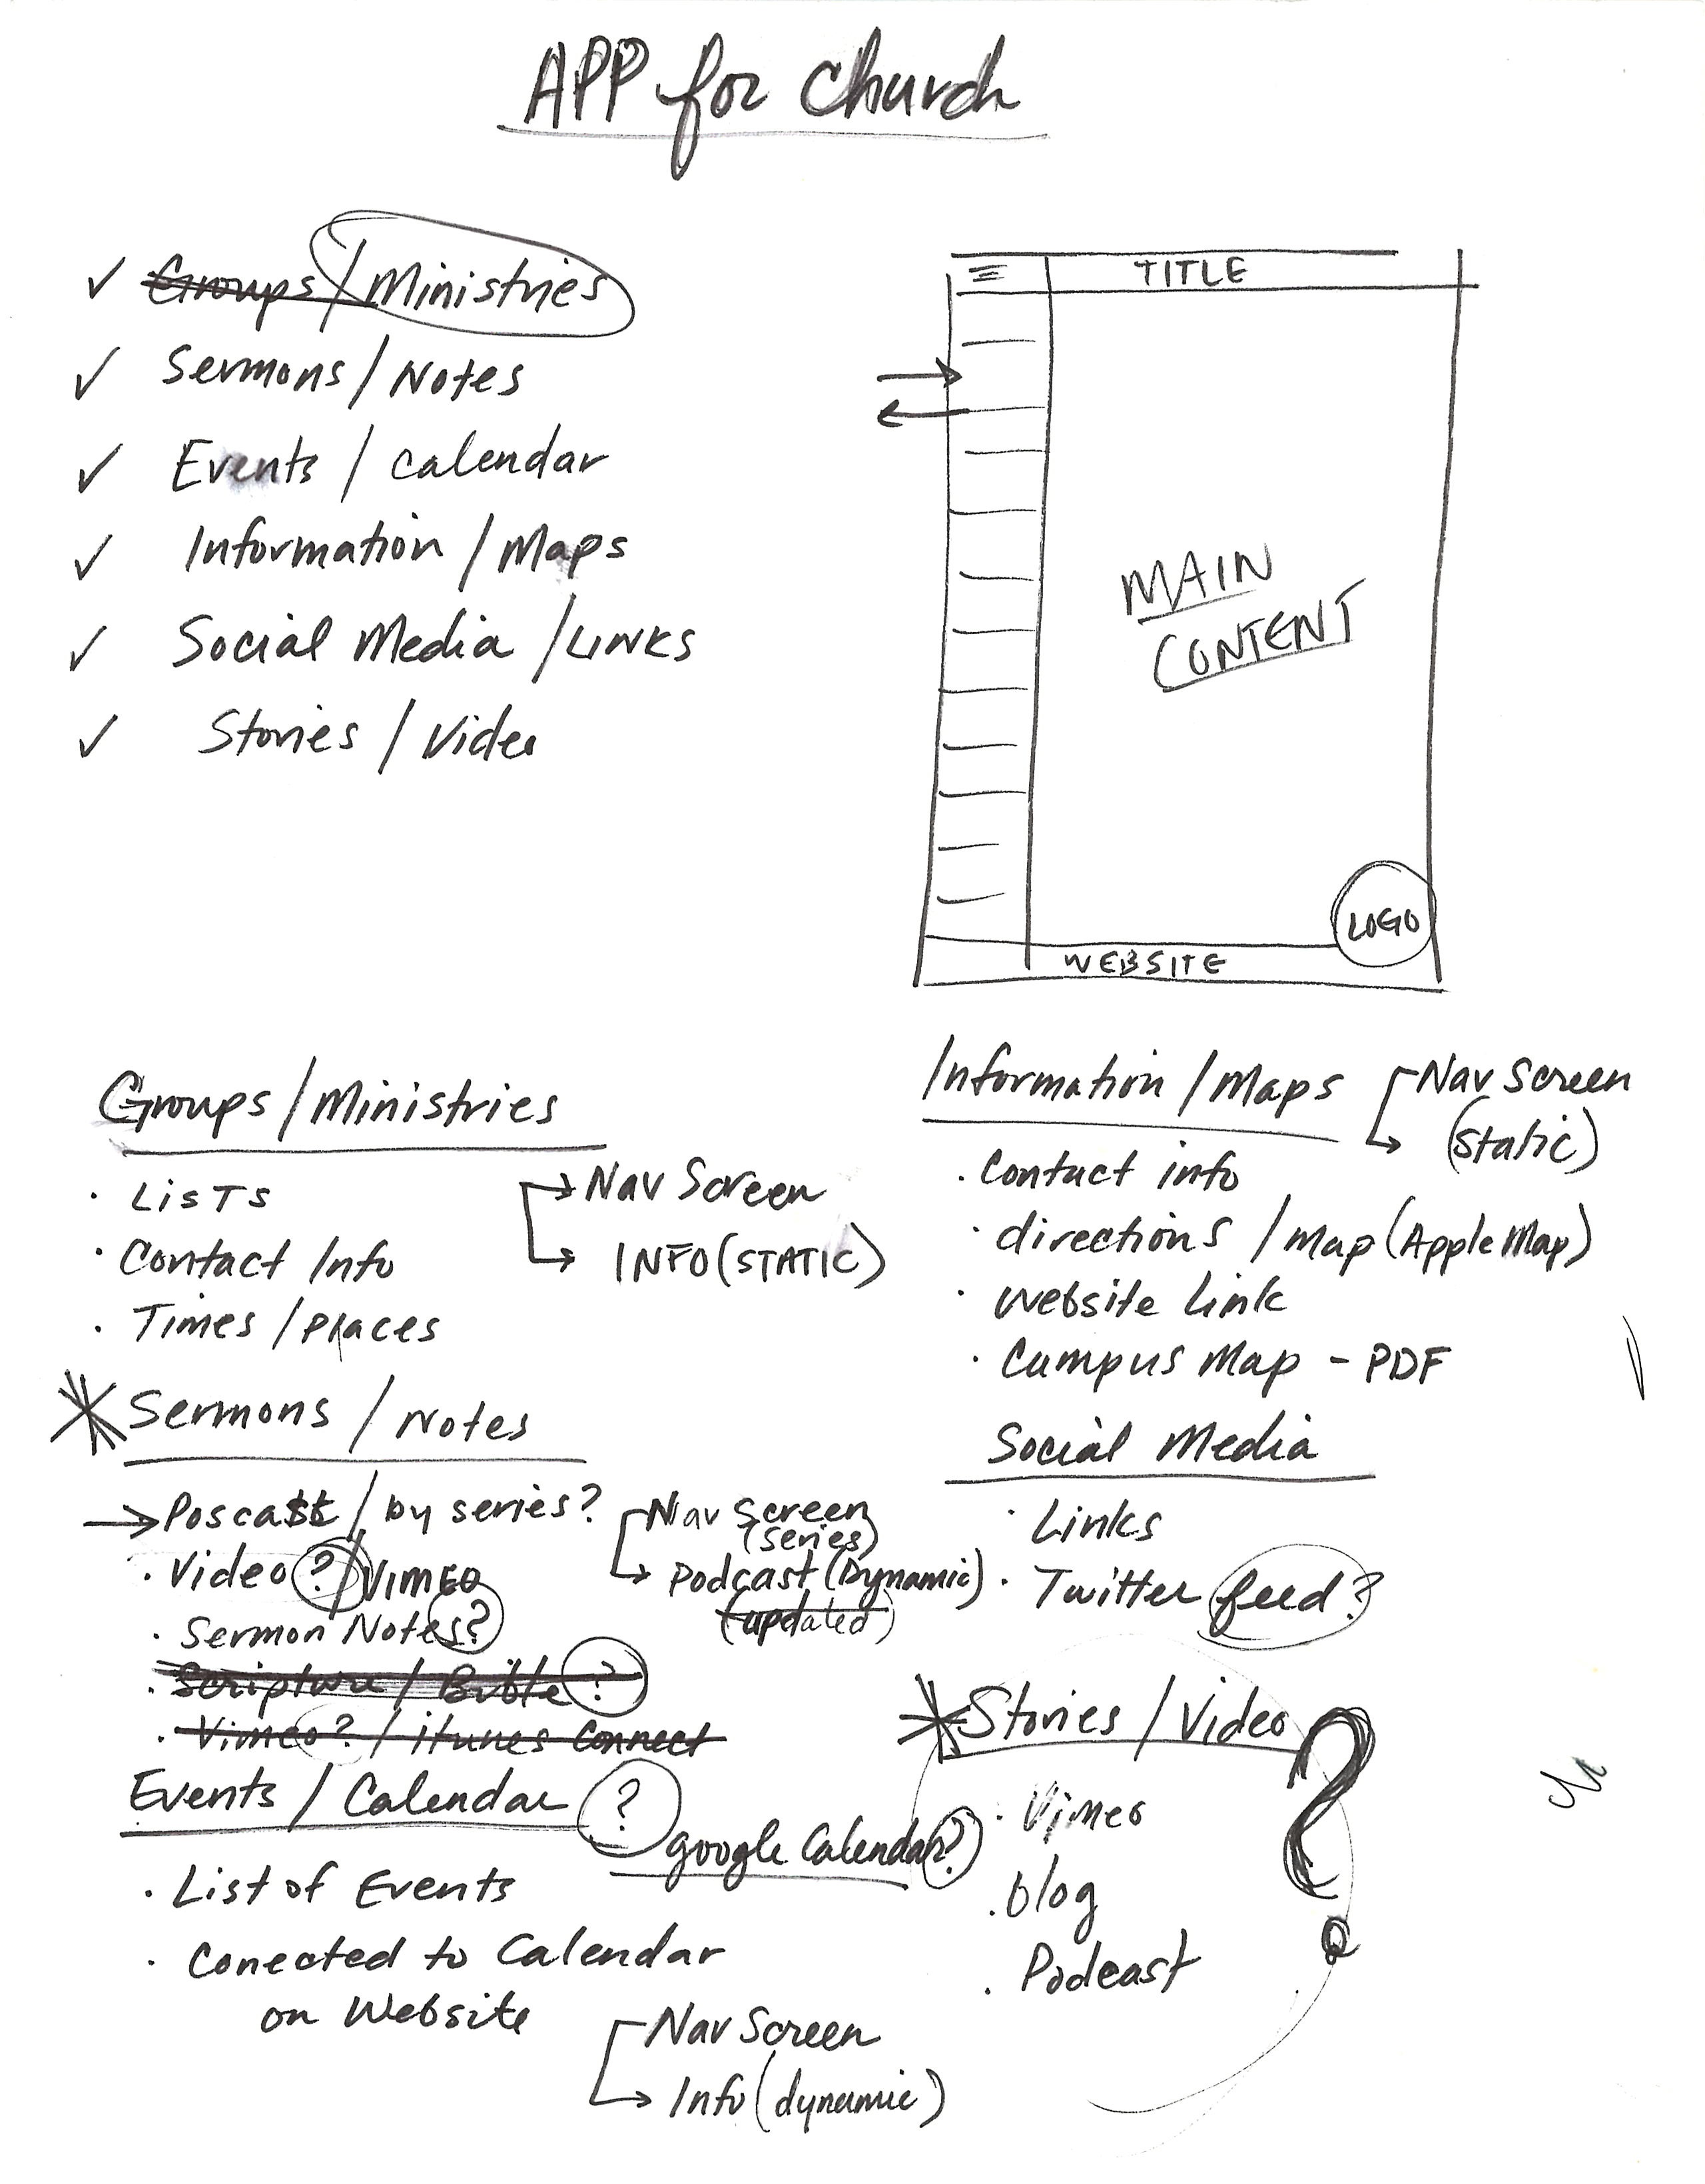 APP for Church
✓ Groups / Ministries
✓ Sermons / Notes
✓ Events / Calendar
✓ Information / Maps
✓ Social Media / LINKS
✓ Stories / Video
☰ TITLE
MAIN
CONTENT
LOGO
WEBSITE
Groups / Ministries
· LisTs
· Contact Info
· Times / Places
Nav Screen
INFO (STATIC)
* Sermons / Notes
→ Poscast / by series?
· Video ? / VIMEO
· Sermon Notes?
· Scripture / Bible ?
· Vimeo? / itunes Connect
Nav Screen
(series)
Podcast (Dynamic)
(updated)
Events / Calendar ?
google Calendar?
· List of Events
· Conected to Calendar
on Website
Nav Screen
Info (dynamic)
Information / Maps
Nav Screen
(static)
· Contact info
· directions / map (Apple Map)
· Website Link
· Campus Map - PDF
Social Media
· Links
· Twitter feed?
* Stories / Video ?
· Vimeo
· blog
· Podcast